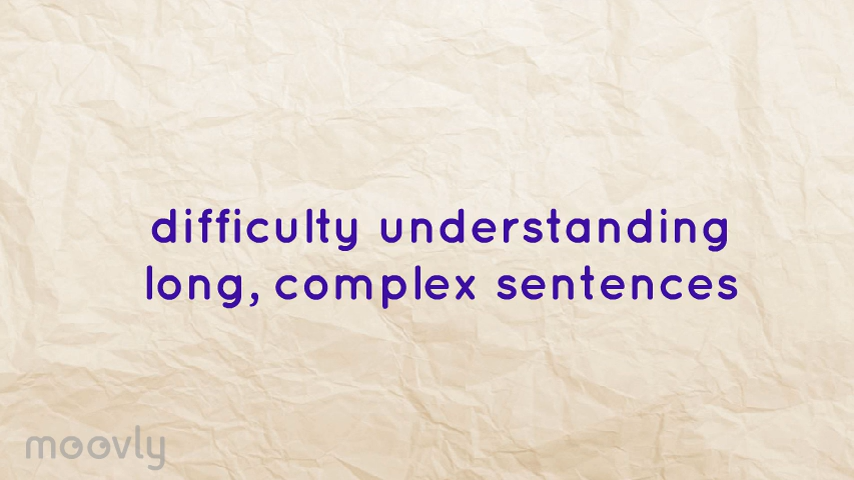 difficulty understanding
long, complex sentences
moovly